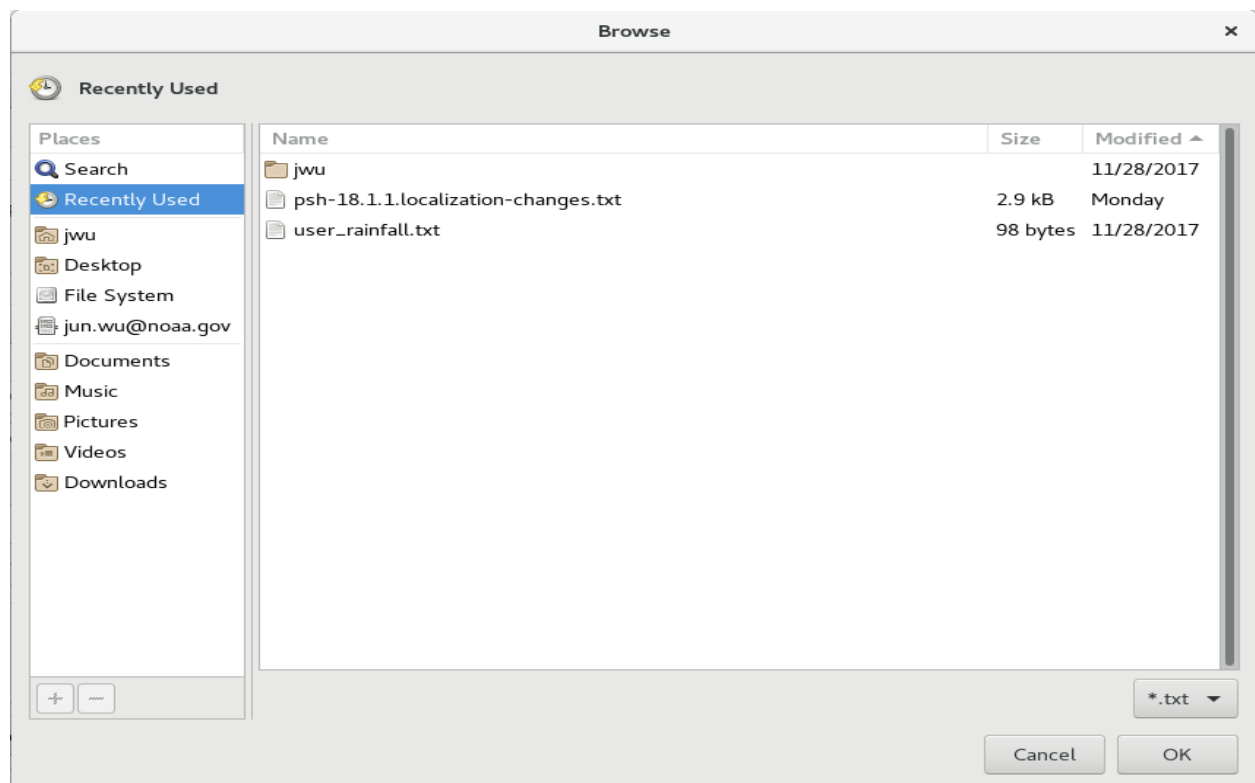 Browse
Recently Used
Places
Name Size Modified
Search
Recently Used
jwu
Desktop
File System
jun.wu@noaa.gov
Documents
Music
Pictures
Videos
Downloads
jwu 11/28/2017
psh-18.1.1.localization-changes.txt 2.9 kB Monday
user_rainfall.txt 98 bytes 11/28/2017
*.txt
Cancel OK